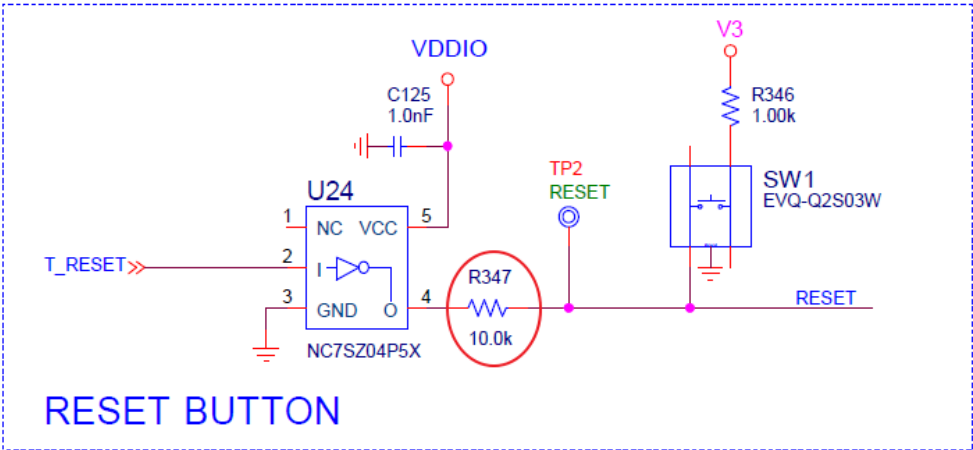 V3
VDDIO
C125
1.0nF
R346
1.00k
TP2
RESET
SW1
EVQ-Q2S03W
U24
1
NC
VCC
5
T_RESET
2
I
3
GND
O
4
R347
10.0k
RESET
NC7SZ04P5X
RESET BUTTON